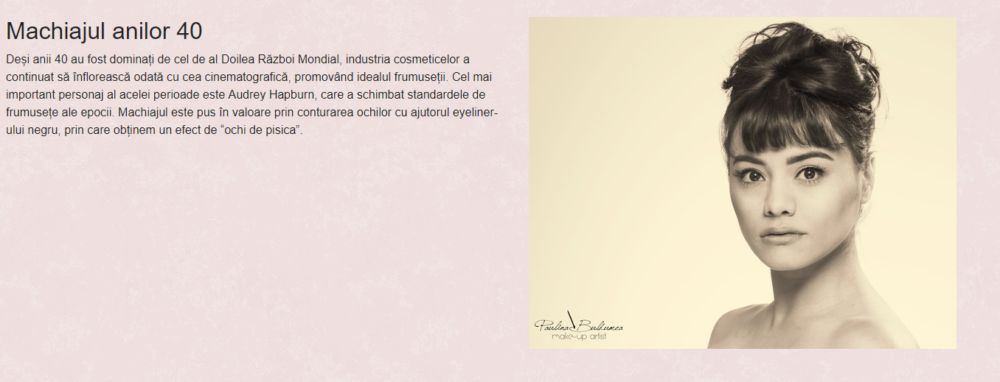 Machiajul anilor 40
Deși anii 40 au fost dominați de cel de al Doilea Război Mondial, industria cosmeticelor a
continuat să înflorească odată cu cea cinematografică, promovând idealul frumuseții. Cel mai
important personaj al acelei perioade este Audrey Hapburn, care a schimbat standardele de
frumusețe ale epocii. Machiajul este pus în valoare prin conturarea ochilor cu ajutorul eyeliner-
ului negru, prin care obținem un efect de “ochi de pisica”.
Paulina Buldumea
make-up artist